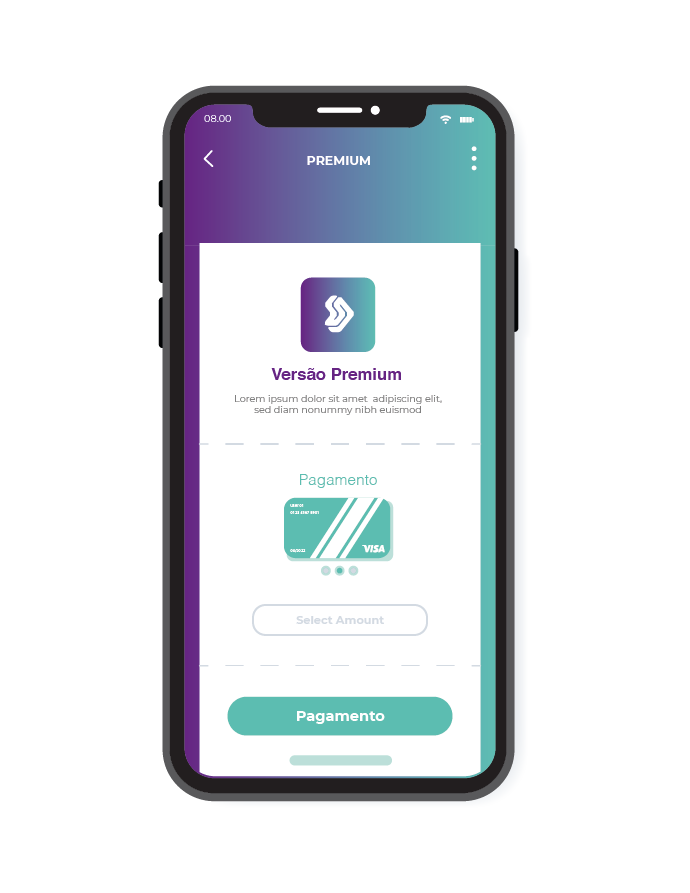 08.00
PREMIUM
Versão Premium
Lorem ipsum dolor sit amet adipiscing elit,
sed diam nonummy nibh euismod
Pagamento
VISA
Select Amount
Pagamento